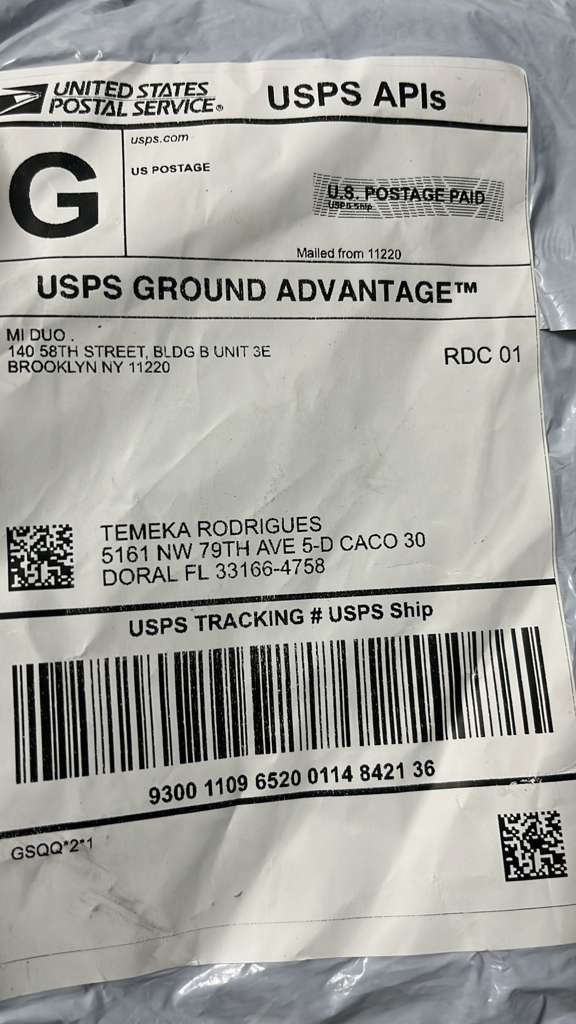 UNITED STATES
POSTAL SERVICE®
USPS APIs
G
usps.com
US POSTAGE
U.S. POSTAGE PAID
USPS Ship
Mailed from 11220
USPS GROUND ADVANTAGE™
MI DUO .
140 58TH STREET, BLDG B UNIT 3E
BROOKLYN NY 11220
RDC 01
TEMEKA RODRIGUES
5161 NW 79TH AVE 5-D CACO 30
DORAL FL 33166-4758
USPS TRACKING # USPS Ship
9300 1109 6520 0114 8421 36
GSQQ*2*1